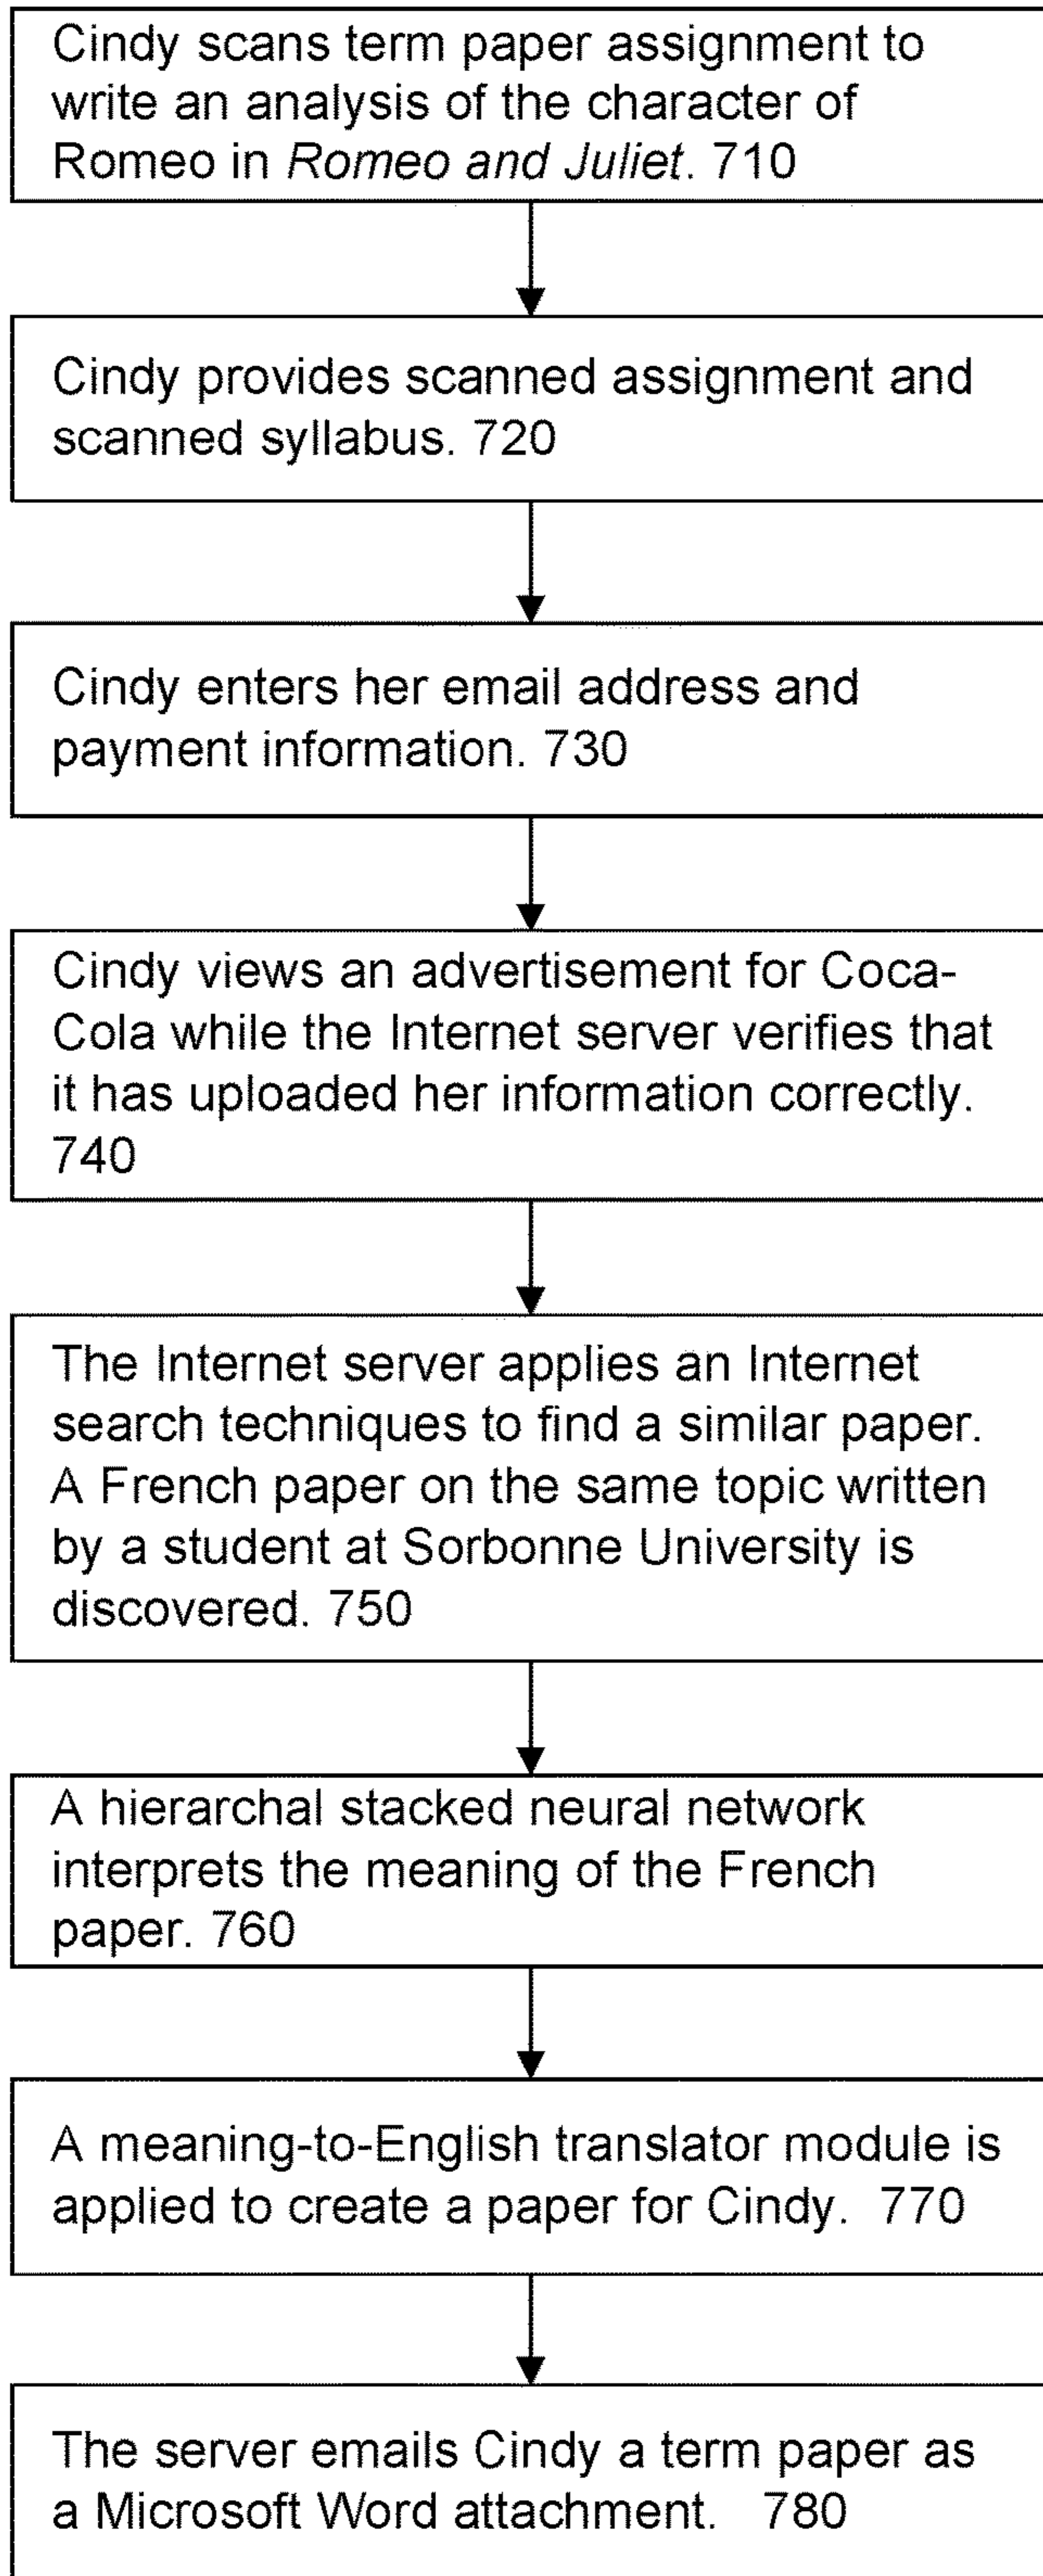 Cindy scans term paper assignment to
write an analysis of the character of
Romeo in Romeo and Juliet. 710
Cindy provides scanned assignment and
scanned syllabus. 720
Cindy enters her email address and
payment information. 730
Cindy views an advertisement for Coca-
Cola while the Internet server verifies that
it has uploaded her information correctly.
740
The Internet server applies an Internet
search techniques to find a similar paper.
A French paper on the same topic written
by a student at Sorbonne University is
discovered. 750
A hierarchal stacked neural network
interprets the meaning of the French
paper. 760
A meaning-to-English translator module is
applied to create a paper for Cindy. 770
The server emails Cindy a term paper as
a Microsoft Word attachment. 780